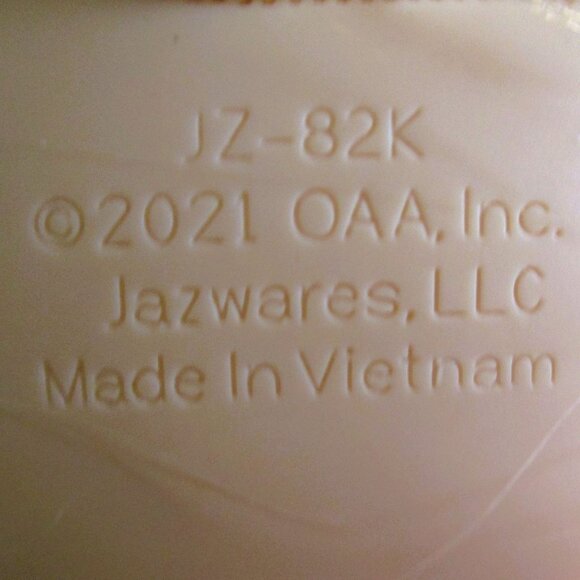 JZ-82K
©2021 OAA, Inc.
Jazwares, LLC
Made In Vietnam